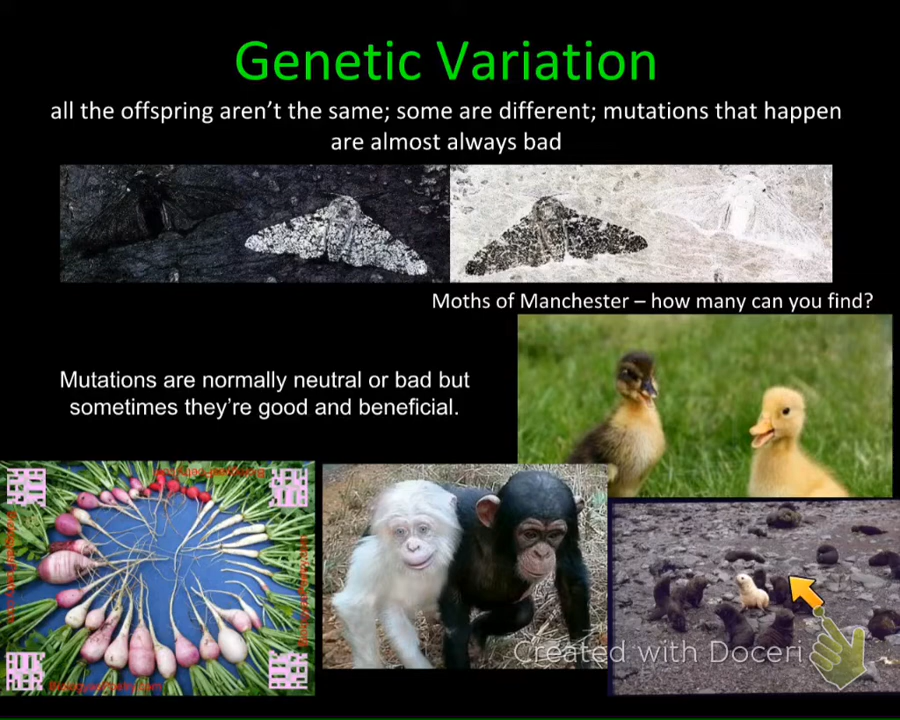 Genetic Variation
all the offspring aren't the same; some are different; mutations that happen
are almost always bad
Moths of Manchester – how many can you find?
Mutations are normally neutral or bad but
sometimes they're good and beneficial.
Created with Doceri